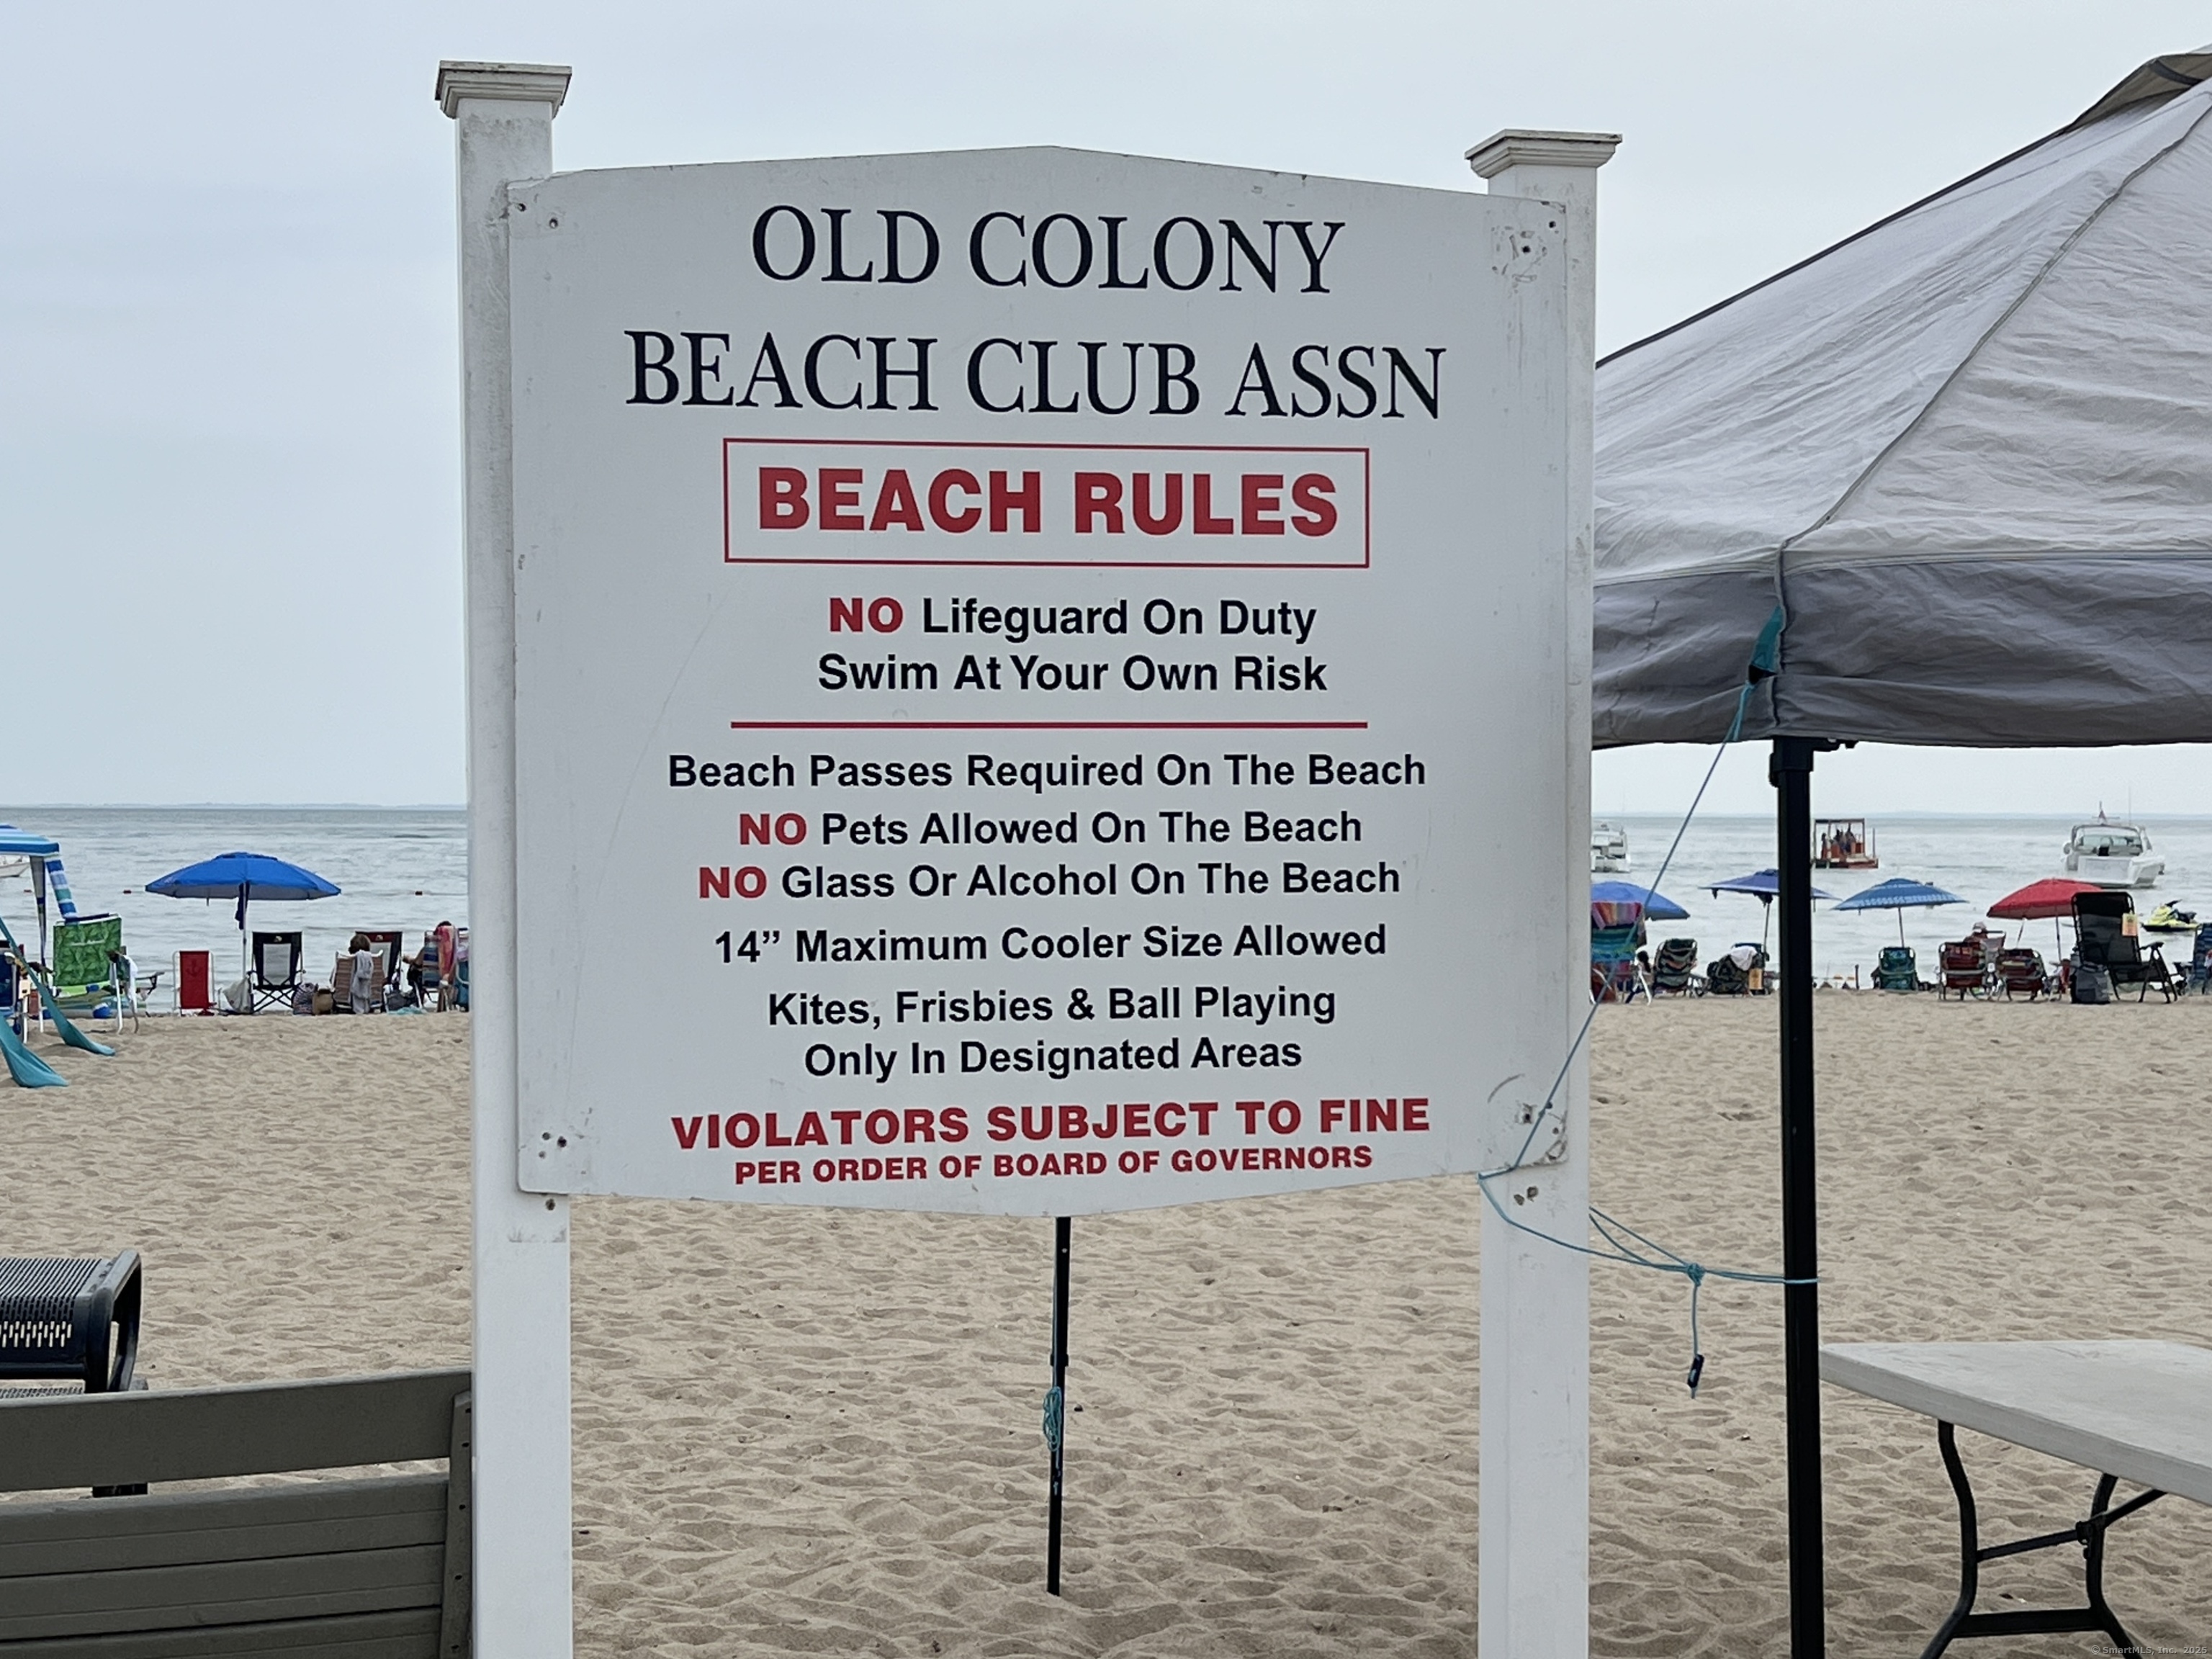 OLD COLONY
BEACH CLUB ASSN
BEACH RULES
NO Lifeguard On Duty
Swim At Your Own Risk
Beach Passes Required On The Beach
NO Pets Allowed On The Beach
NO Glass Or Alcohol On The Beach
14” Maximum Cooler Size Allowed
Kites, Frisbies & Ball Playing
Only In Designated Areas
VIOLATORS SUBJECT TO FINE
PER ORDER OF BOARD OF GOVERNORS
© SmartMLS, Inc. 2026